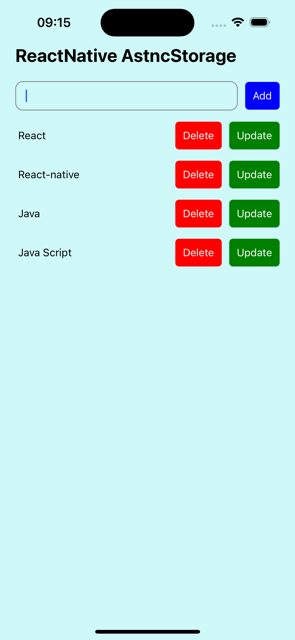 09:15
ReactNative AstncStorage
Add
React Delete Update
React-native Delete Update
Java Delete Update
Java Script Delete Update